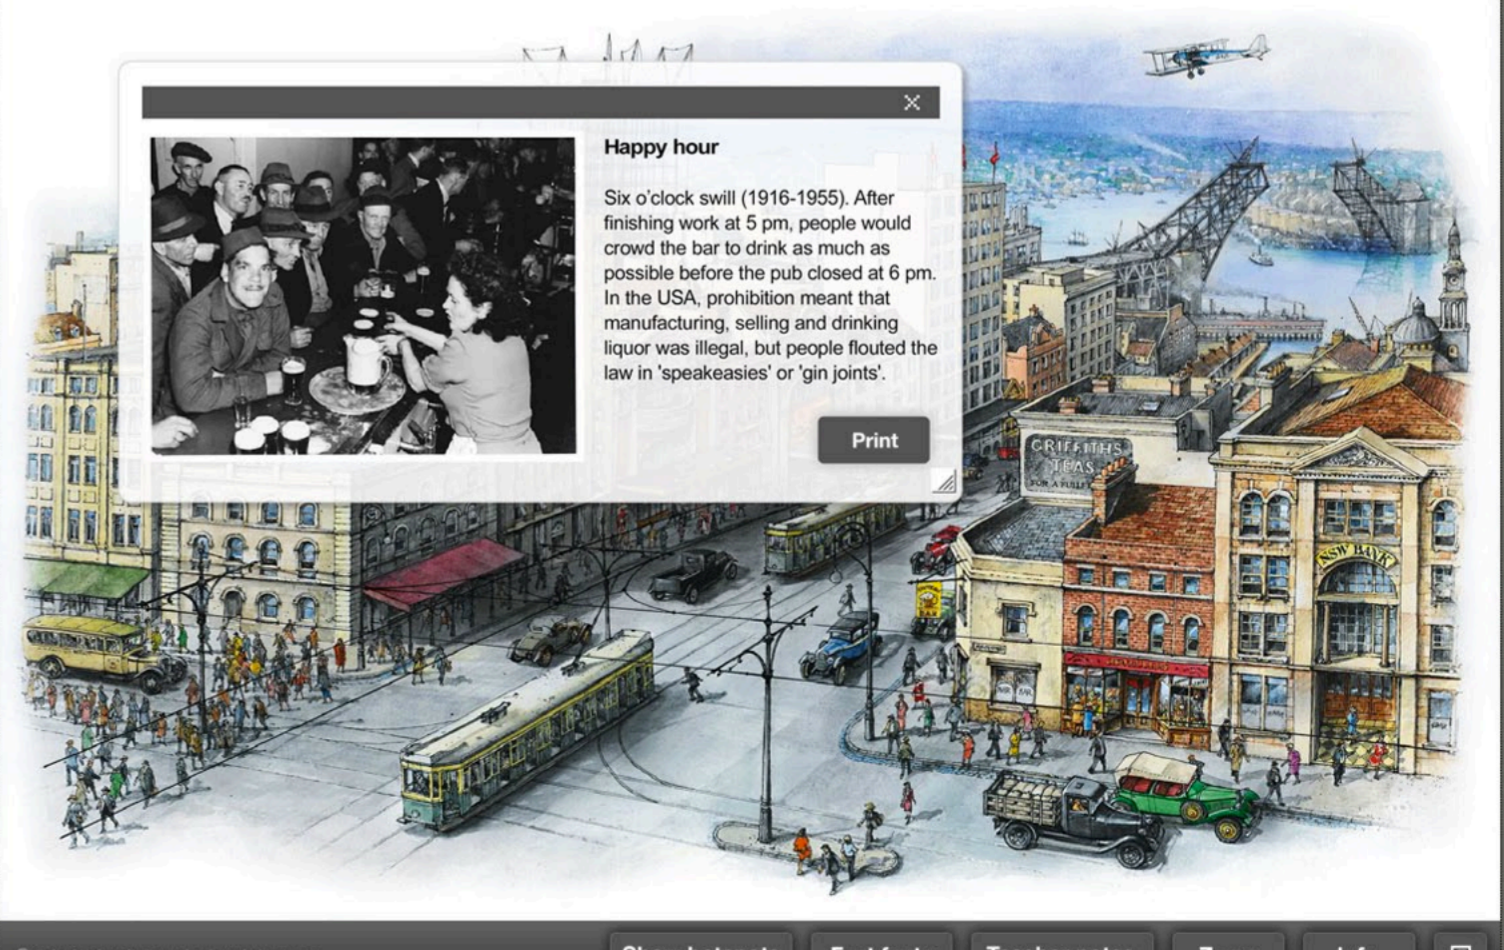 Happy hour
Six o'clock swill (1916-1955). After
finishing work at 5 pm, people would
crowd the bar to drink as much as
possible before the pub closed at 6 pm.
In the USA, prohibition meant that
manufacturing, selling and drinking
liquor was illegal, but people flouted the
law in 'speakeasies' or 'gin joints'.
Print
GRIFFITHS
TEAS
NSW BANK
BAR BAR